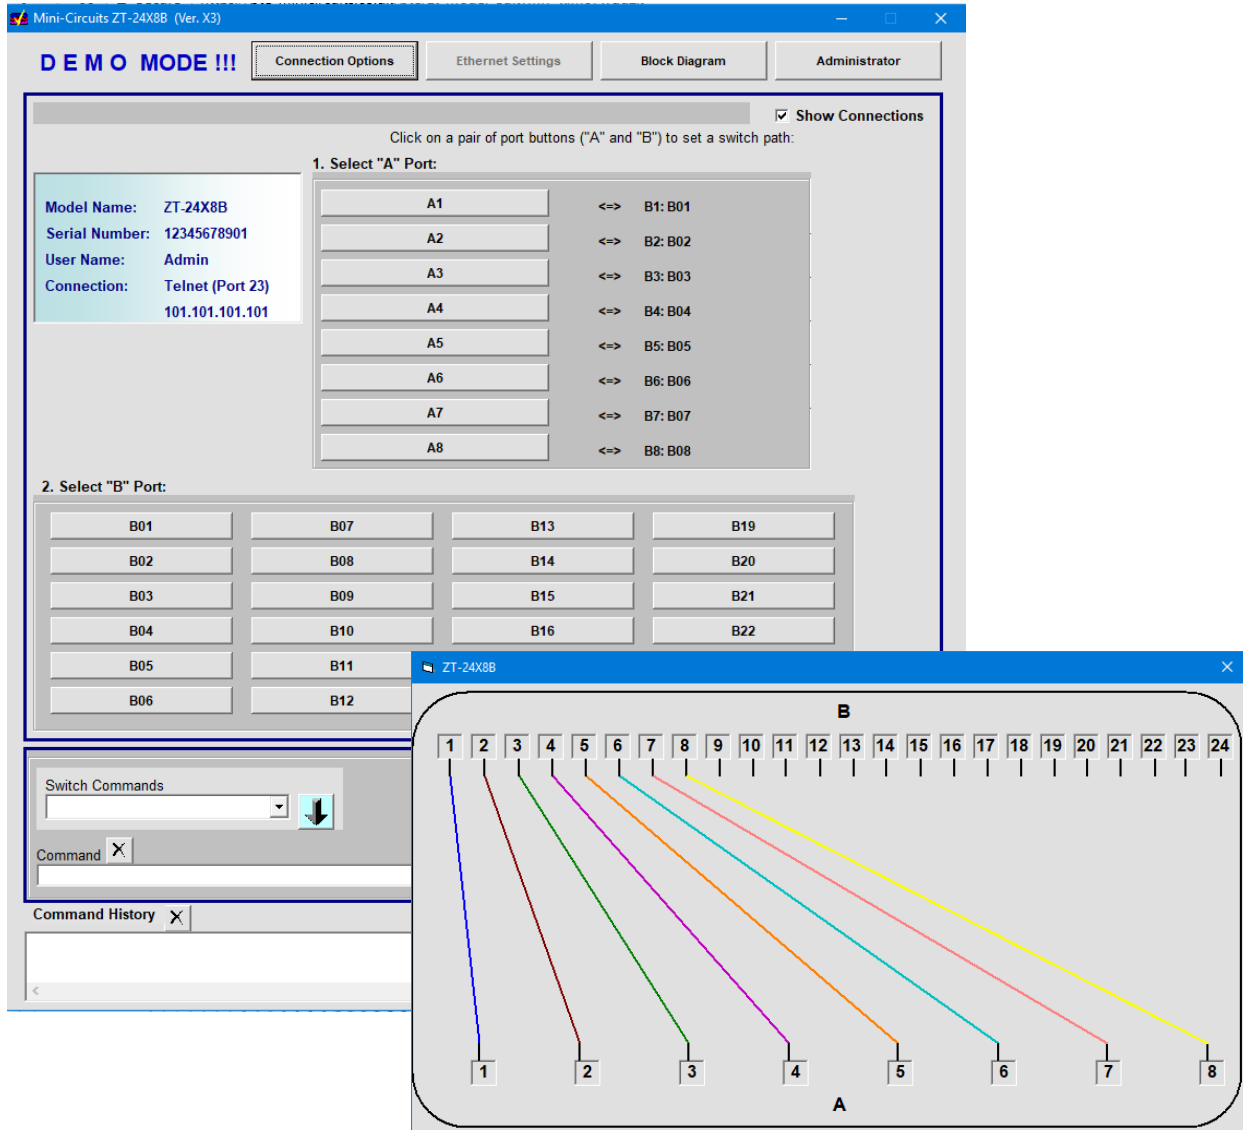 Mini-Circuits ZT-24X8B (Ver. X3)
D E M O MODE !!!
Connection Options
Ethernet Settings
Block Diagram
Administrator
Show Connections
Click on a pair of port buttons ("A" and "B") to set a switch path:
1. Select "A" Port:
Model Name: ZT-24X8B
Serial Number: 12345678901
User Name: Admin
Connection: Telnet (Port 23)
101.101.101.101
A1 <=> B1: B01
A2 <=> B2: B02
A3 <=> B3: B03
A4 <=> B4: B04
A5 <=> B5: B05
A6 <=> B6: B06
A7 <=> B7: B07
A8 <=> B8: B08
2. Select "B" Port:
B01 B07 B13 B19
B02 B08 B14 B20
B03 B09 B15 B21
B04 B10 B16 B22
B05 B11
B06 B12
Switch Commands
Command X
Command History X
ZT-24X8B
B
1 2 3 4 5 6 7 8 9 10 11 12 13 14 15 16 17 18 19 20 21 22 23 24
1 2 3 4 5 6 7 8
A